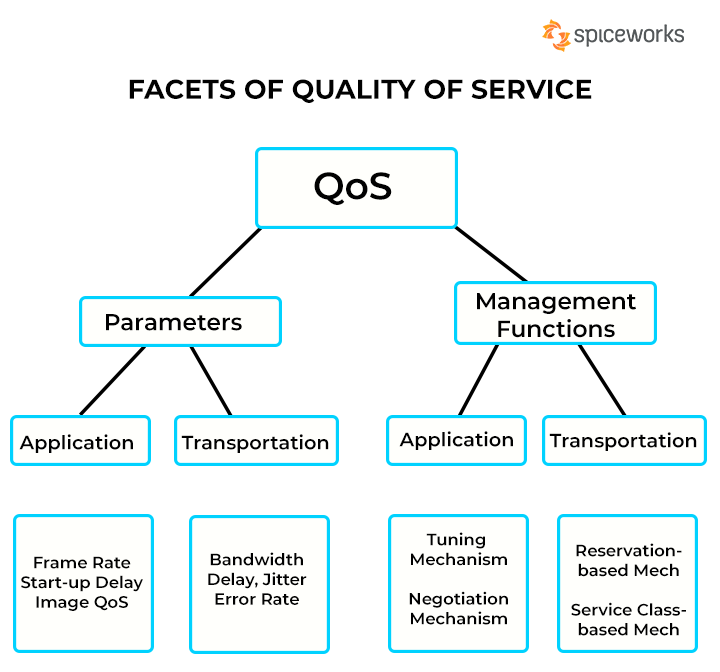 spiceworks
FACETS OF QUALITY OF SERVICE
QoS
Parameters
Management
Functions
Application
Transportation
Application
Transportation
Frame Rate
Start-up Delay
Image QoS
Bandwidth
Delay, Jitter
Error Rate
Tuning
Mechanism
Negotiation
Mechanism
Reservation-
based Mech
Service Class-
based Mech